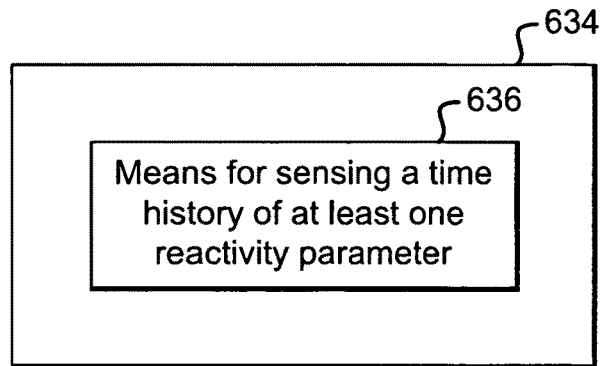 634
636
Means for sensing a time
history of at least one
reactivity parameter